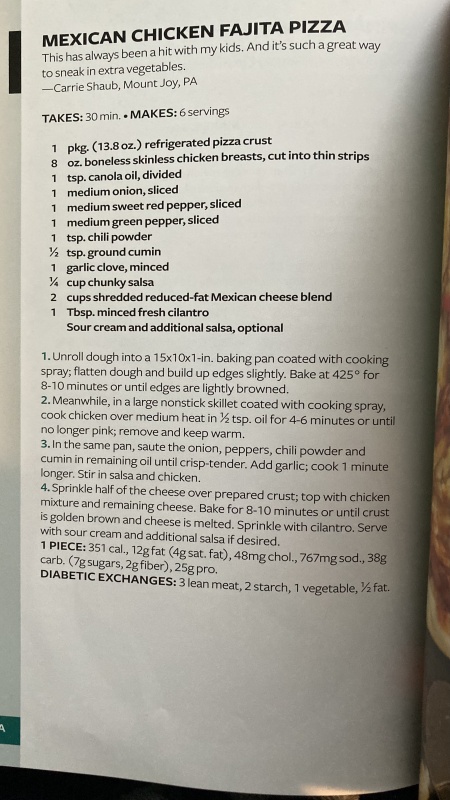 MEXICAN CHICKEN FAJITA PIZZA
This has always been a hit with my kids. And it's such a great way
to sneak in extra vegetables.
—Carrie Shaub, Mount Joy, PA
TAKES: 30 min. • MAKES: 6 servings
1 pkg. (13.8 oz.) refrigerated pizza crust
8 oz. boneless skinless chicken breasts, cut into thin strips
1 tsp. canola oil, divided
1 medium onion, sliced
1 medium sweet red pepper, sliced
1 medium green pepper, sliced
1 tsp. chili powder
½ tsp. ground cumin
1 garlic clove, minced
¼ cup chunky salsa
2 cups shredded reduced-fat Mexican cheese blend
1 Tbsp. minced fresh cilantro
Sour cream and additional salsa, optional
1. Unroll dough into a 15x10x1-in. baking pan coated with cooking
spray; flatten dough and build up edges slightly. Bake at 425° for
8-10 minutes or until edges are lightly browned.
2. Meanwhile, in a large nonstick skillet coated with cooking spray,
cook chicken over medium heat in ½ tsp. oil for 4-6 minutes or until
no longer pink; remove and keep warm.
3. In the same pan, saute the onion, peppers, chili powder and
cumin in remaining oil until crisp-tender. Add garlic; cook 1 minute
longer. Stir in salsa and chicken.
4. Sprinkle half of the cheese over prepared crust; top with chicken
mixture and remaining cheese. Bake for 8-10 minutes or until crust
is golden brown and cheese is melted. Sprinkle with cilantro. Serve
with sour cream and additional salsa if desired.
1 PIECE: 351 cal., 12g fat (4g sat. fat), 48mg chol., 767mg sod., 38g
carb. (7g sugars, 2g fiber), 25g pro.
DIABETIC EXCHANGES: 3 lean meat, 2 starch, 1 vegetable, ½ fat.
A